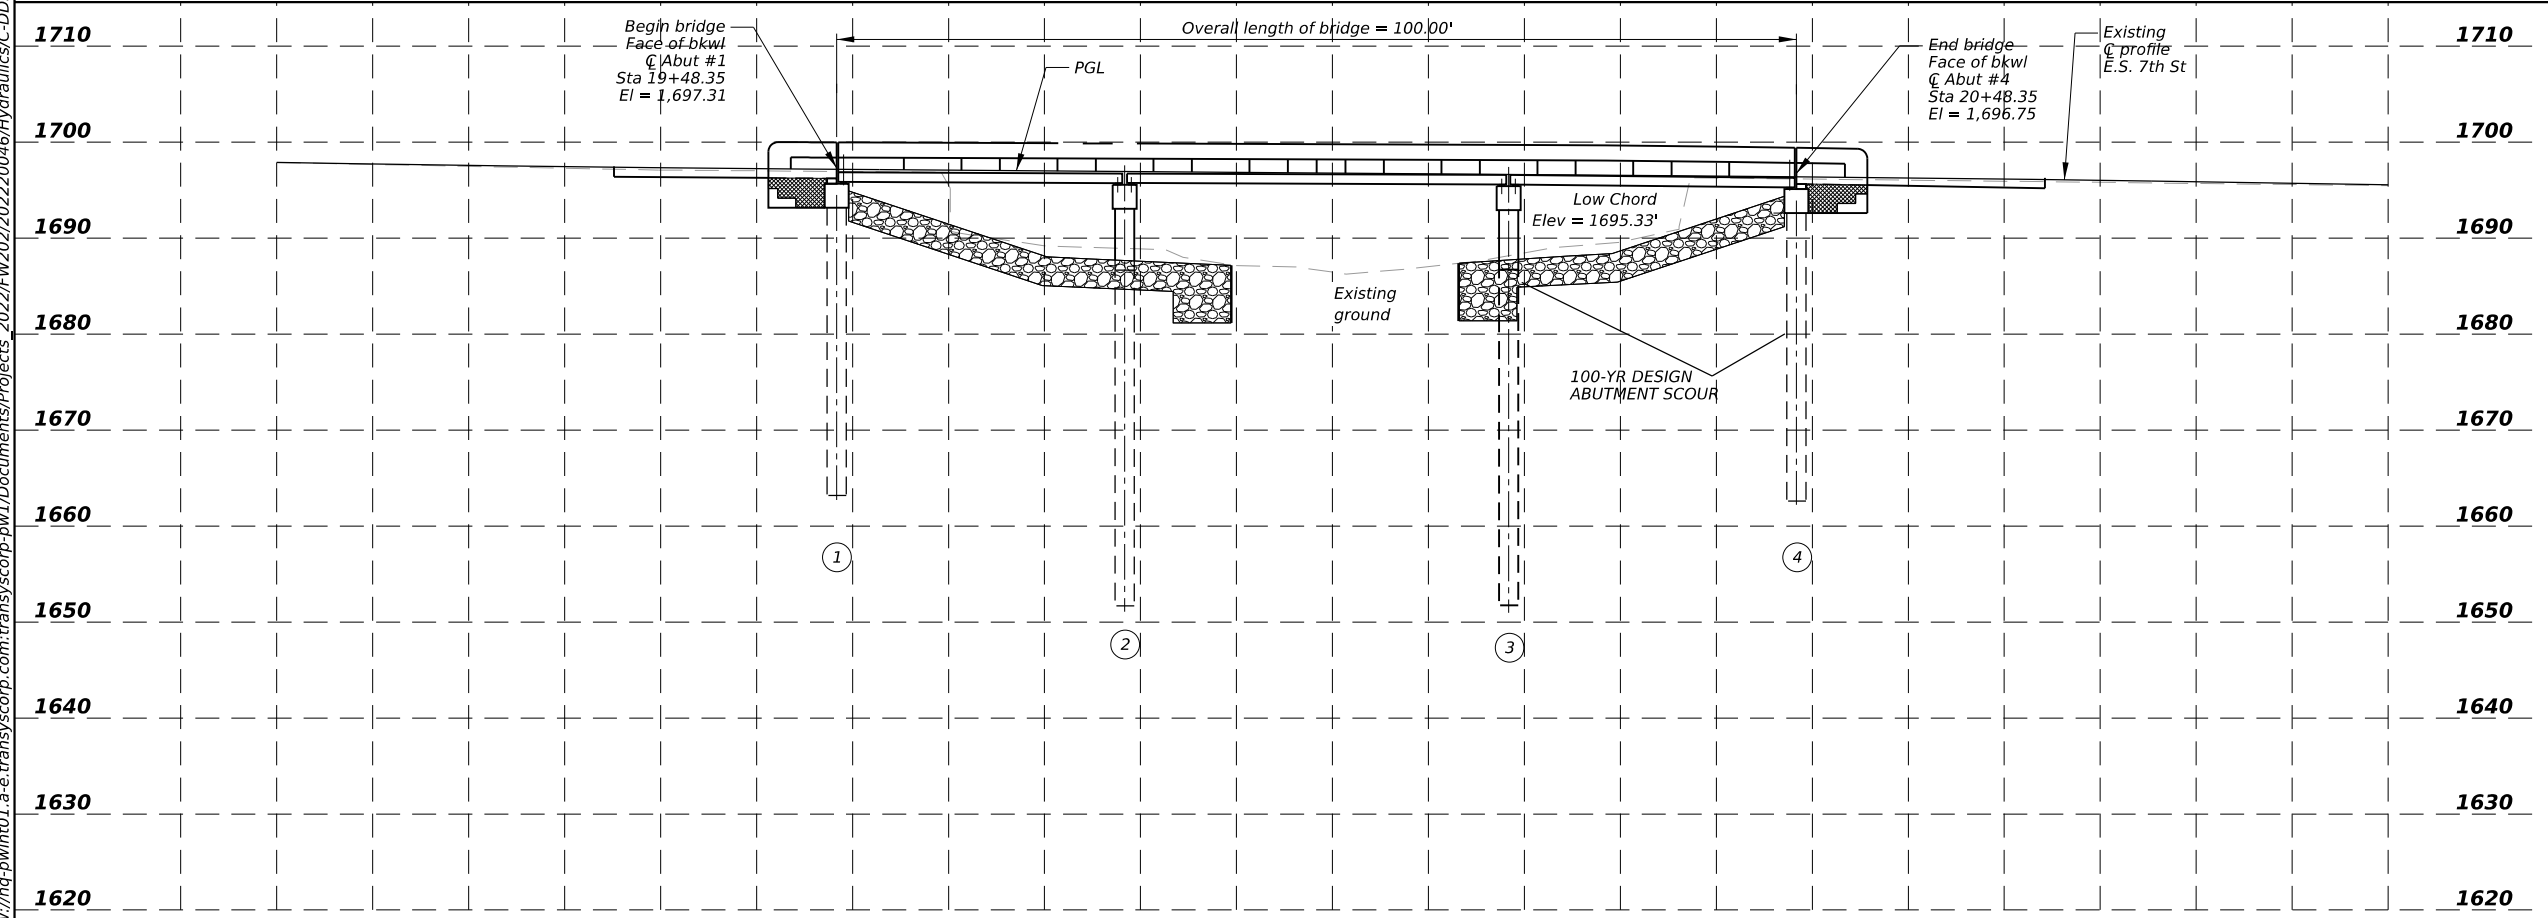 Begin bridge
Face of bkwl
℄ Abut #1
Sta 19+48.35
El = 1,697.31
Overall length of bridge = 100.00'
PGL
End bridge
Face of bkwl
℄ Abut #4
Sta 20+48.35
El = 1,696.75
Existing
℄ profile
E.S. 7th St
1710
1710
1700
1700
Low Chord
Elev = 1695.33'
1690
1690
Existing
ground
1680
1680
100-YR DESIGN
ABUTMENT SCOUR
1670
1670
1660
1660
1
4
1650
1650
2
3
1640
1640
1630
1630
1620
1620